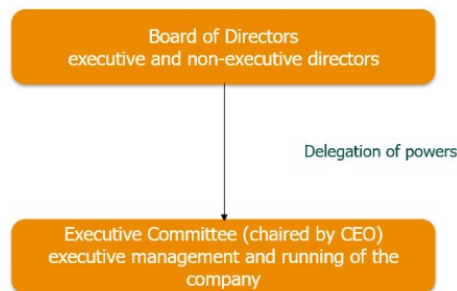 Board of Directors
executive and non-executive directors
Delegation of powers
Executive Committee (chaired by CEO)
executive management and running of the
company